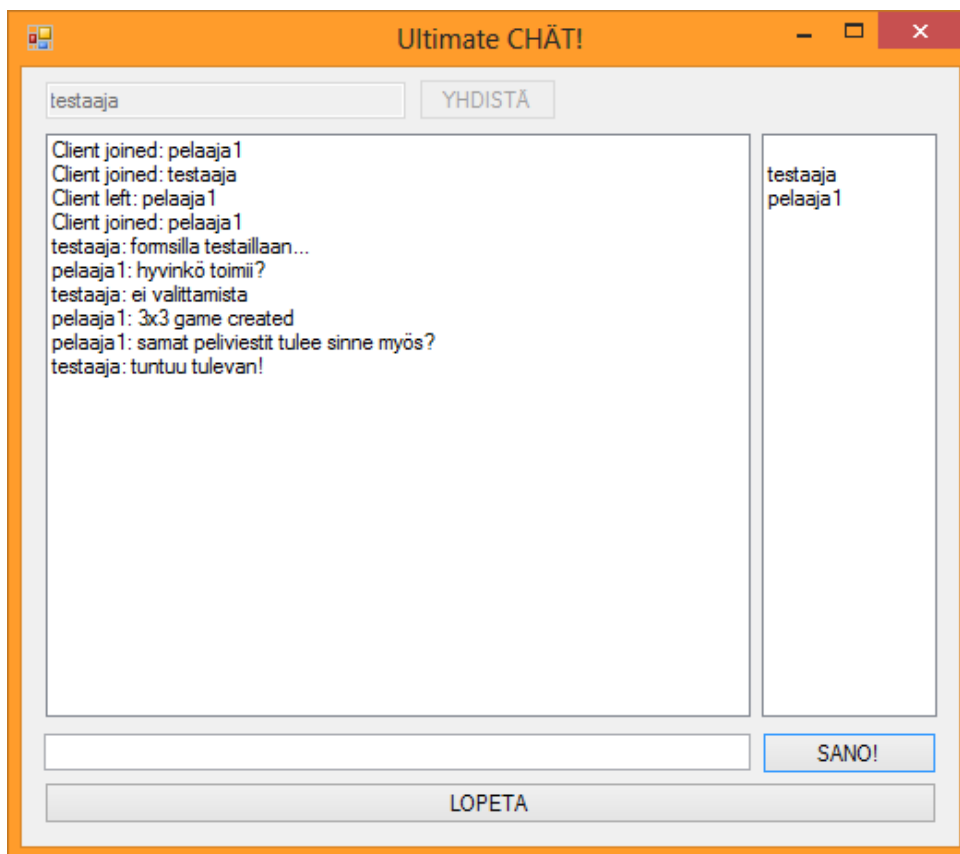 Ultimate CHÄT!
testaaja
YHDISTÄ
Client joined: pelaaja1
Client joined: testaaja
Client left: pelaaja1
Client joined: pelaaja1
testaaja: formsilla testaillaan...
pelaaja1: hyvinkö toimii?
testaaja: ei valittamista
pelaaja1: 3x3 game created
pelaaja1: samat peliviestit tulee sinne myös?
testaaja: tuntuu tulevan!
testaaja
pelaaja1
SANO!
LOPETA